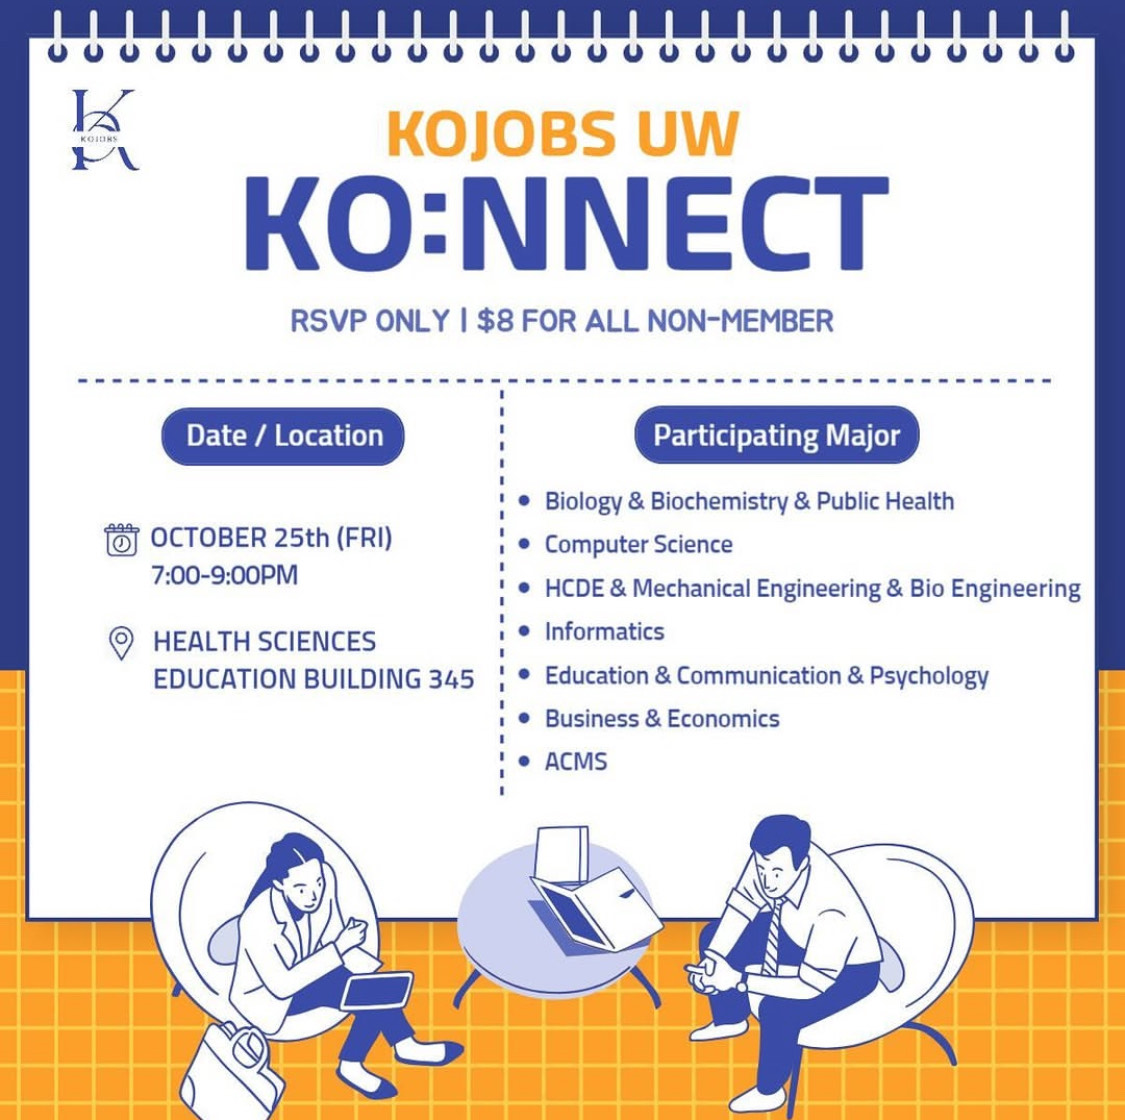 KOJOBS
KOJOBS UW
KO:NNECT
RSVP ONLY | $8 FOR ALL NON-MEMBER
Date / Location
OCTOBER 25th (FRI)
7:00-9:00PM
HEALTH SCIENCES
EDUCATION BUILDING 345
Participating Major
• Biology & Biochemistry & Public Health
• Computer Science
• HCDE & Mechanical Engineering & Bio Engineering
• Informatics
• Education & Communication & Psychology
• Business & Economics
• ACMS